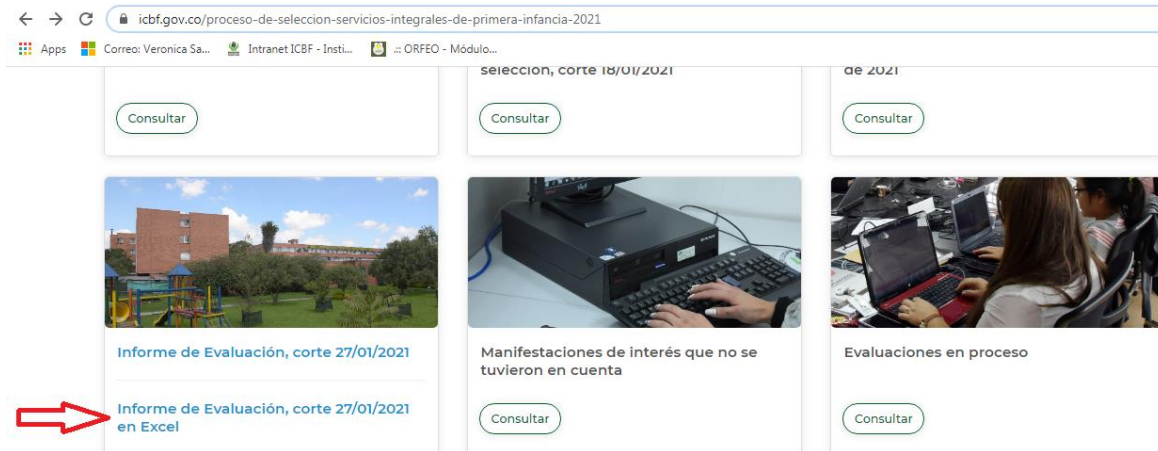 icbf.gov.co/proceso-de-seleccion-servicios-integrales-de-primera-infancia-2021
Apps Correo: Veronica Sa... Intranet ICBF - Insti... .:: ORFEO - Módulo...
selección, corte 18/01/2021
de 2021
Consultar
Consultar
Consultar
Informe de Evaluación, corte 27/01/2021
Informe de Evaluación, corte 27/01/2021
en Excel
Manifestaciones de interés que no se
tuvieron en cuenta
Consultar
Evaluaciones en proceso
Consultar